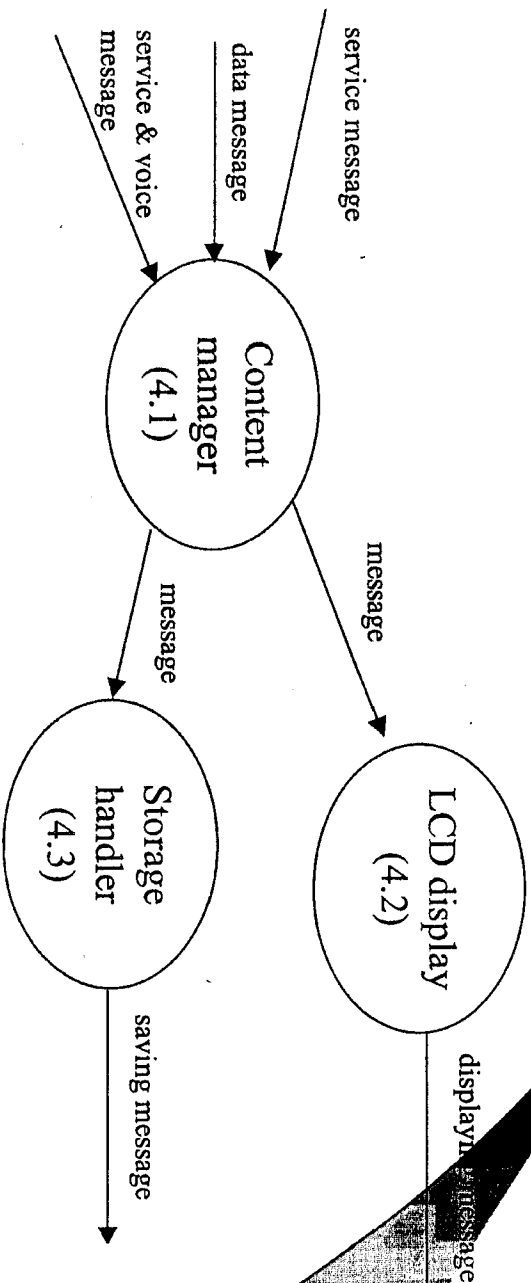 service message
data message
service & voice
message
Content
manager
(4.1)
message
message
LCD display
(4.2)
Storage
handler
(4.3)
message
saving message